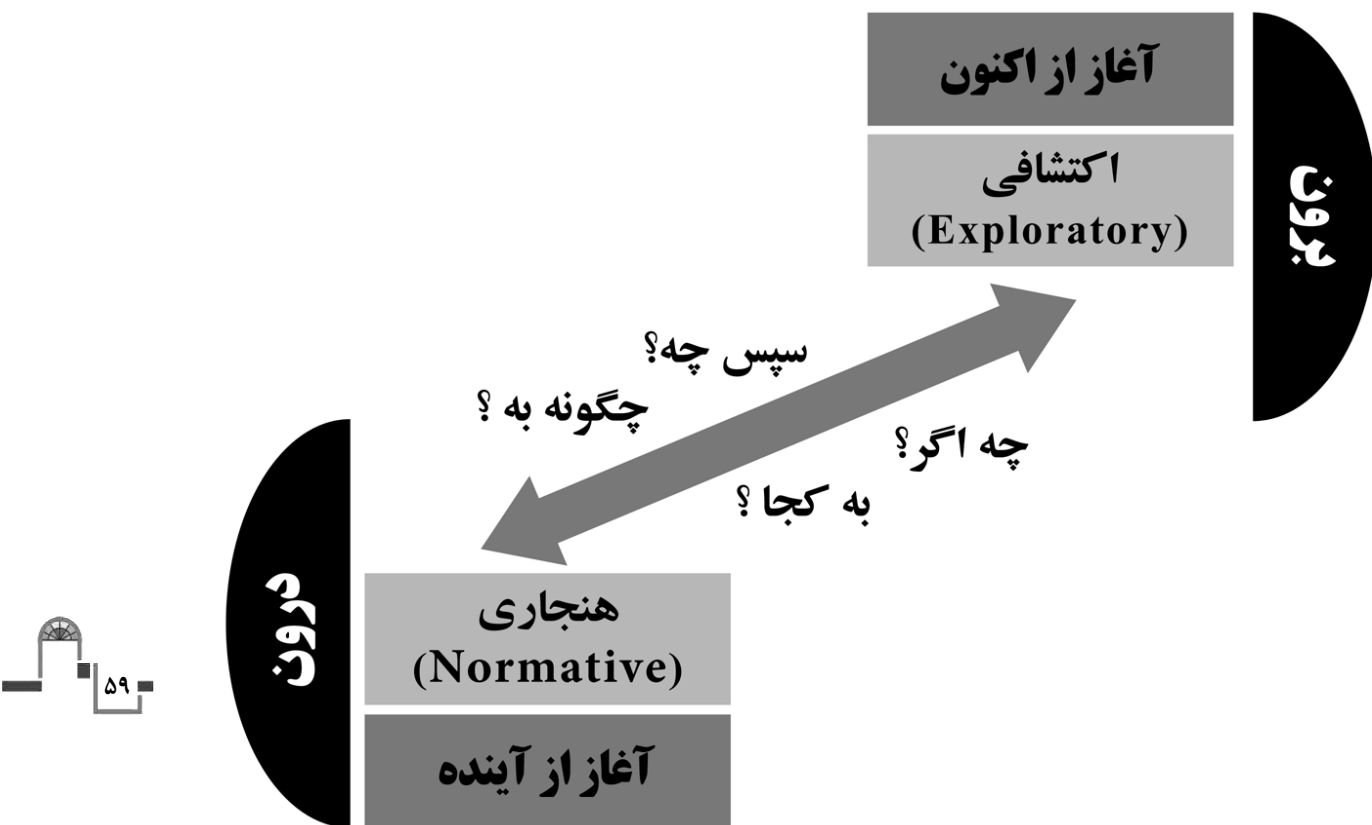 آغاز از اکنون
اکتشافی
(Exploratory)
برون
سپس چه؟
چگونه به ؟
چه اگر؟
به کجا ؟
درون
هنجاری
(Normative)
آغاز از آینده
۵۹